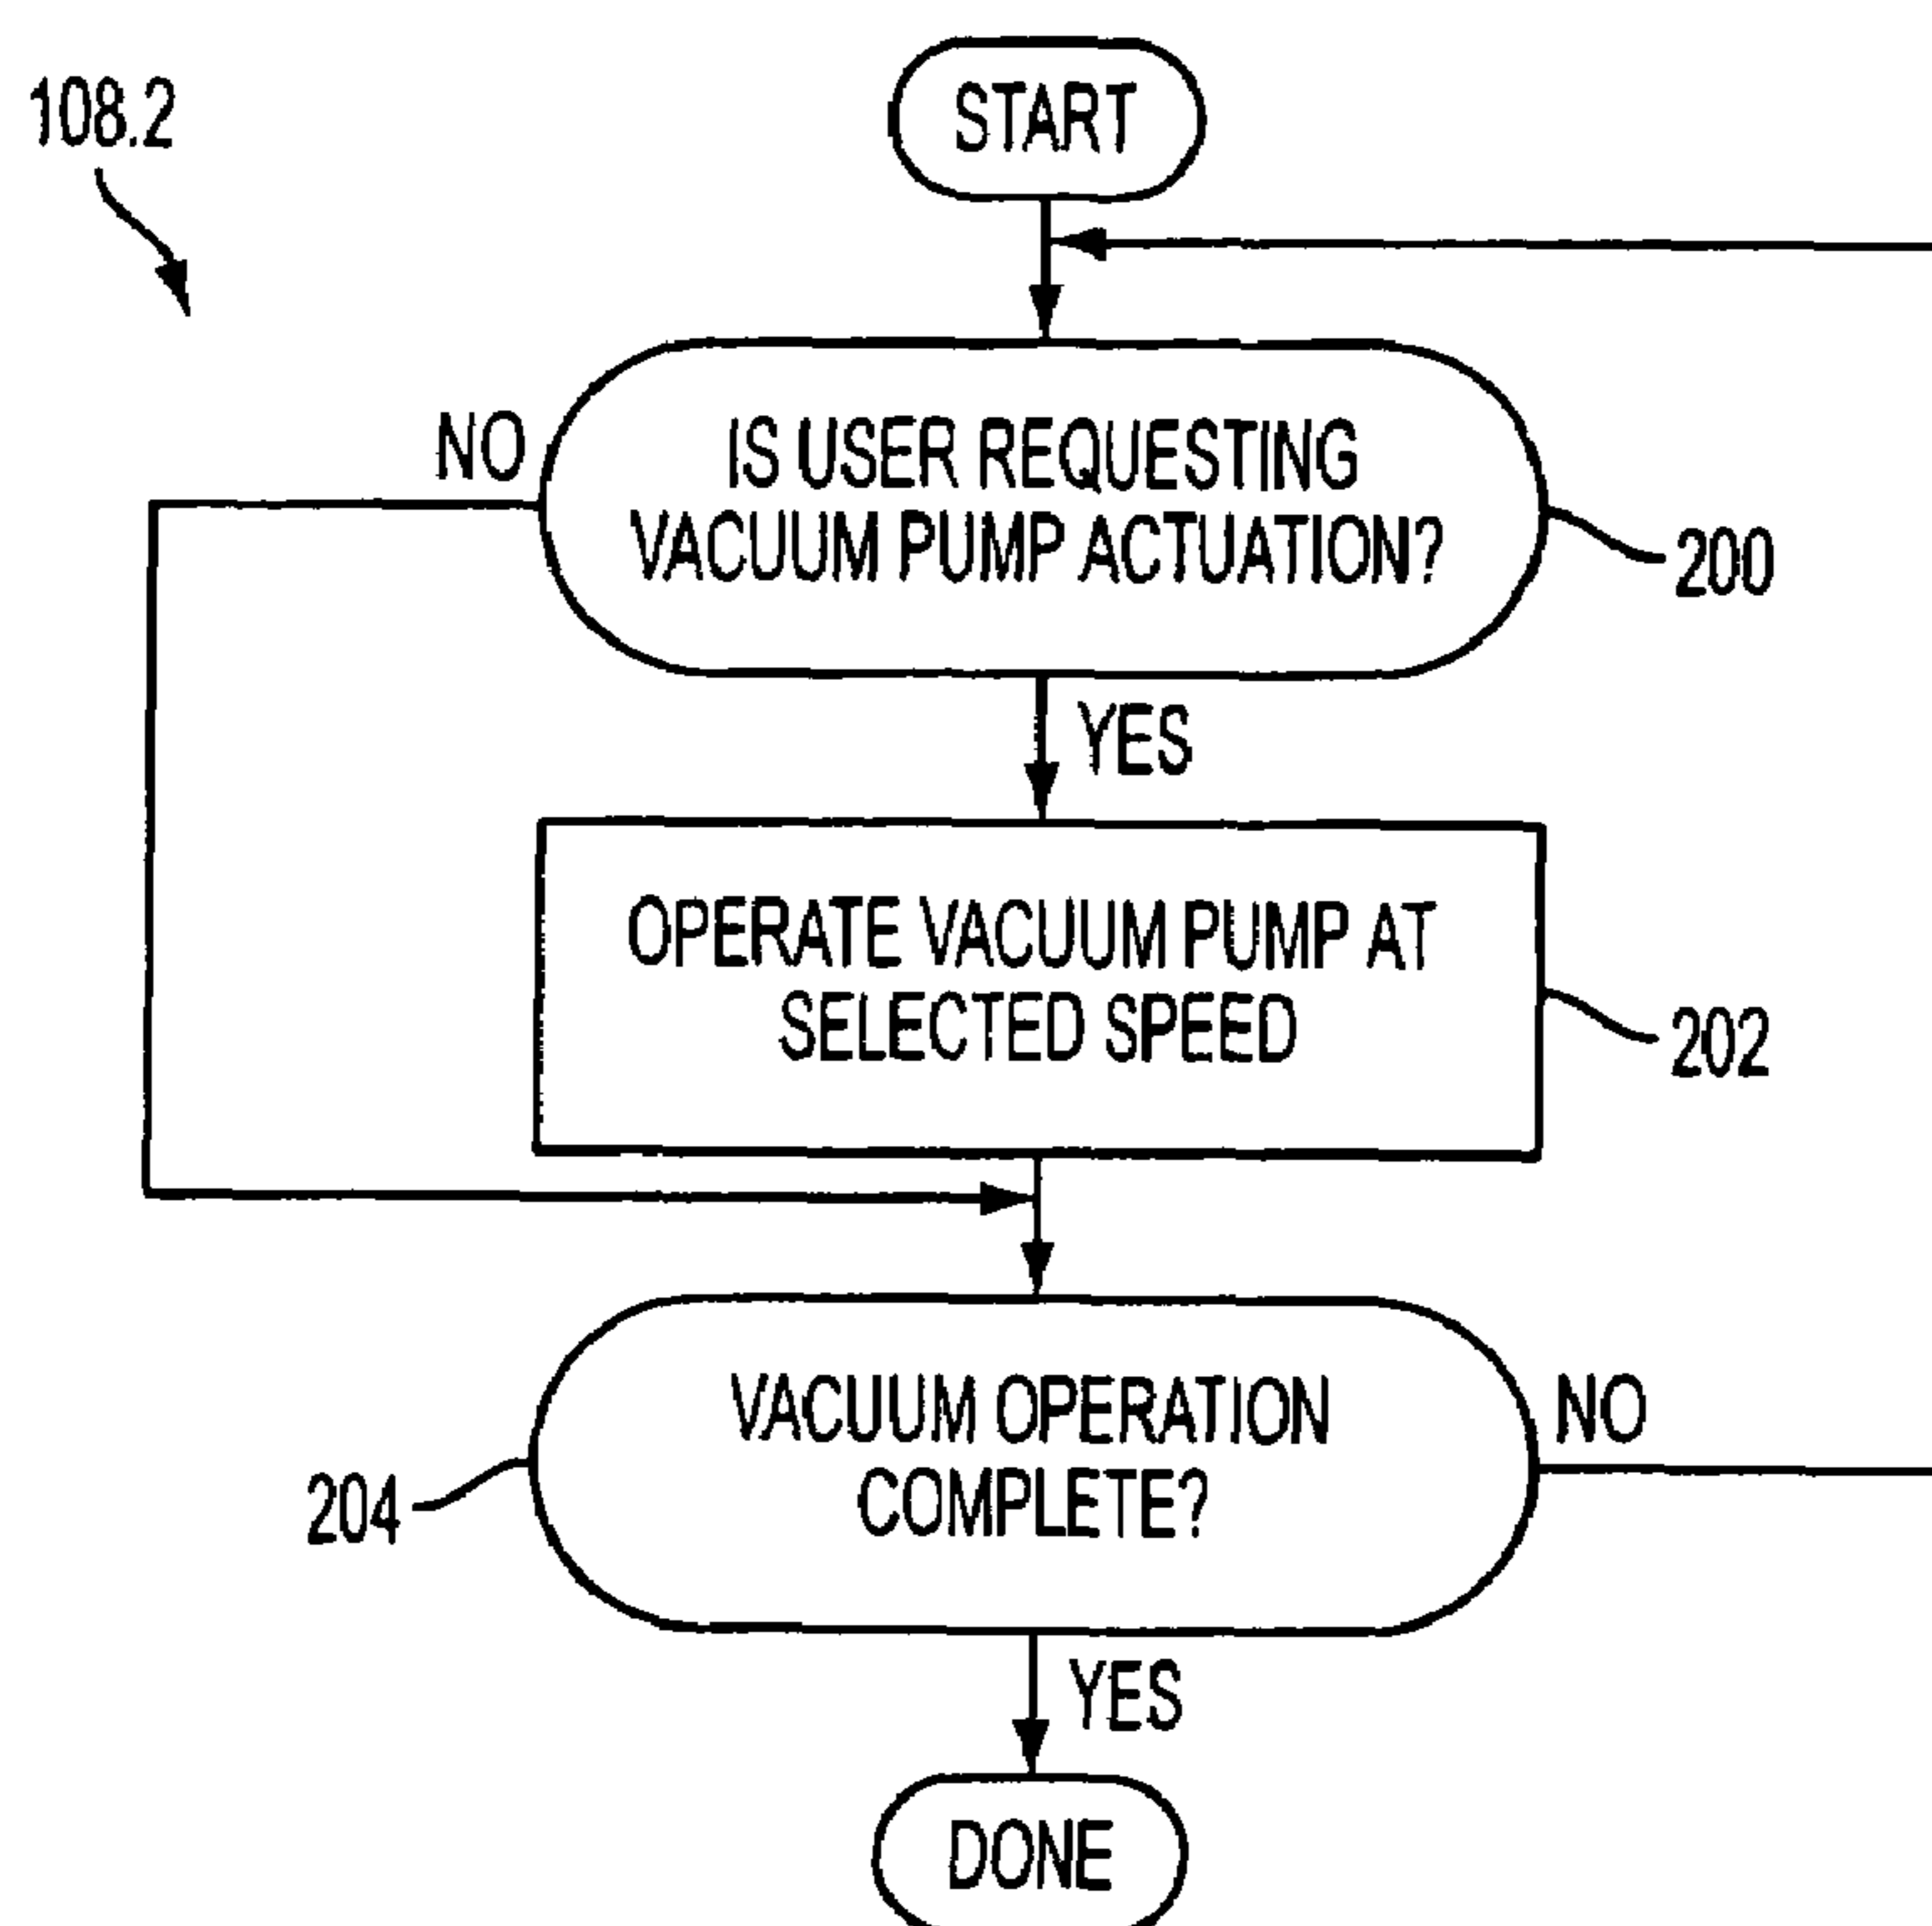 108.2
START
NO
IS USER REQUESTING
VACUUM PUMP ACTUATION?
200
YES
OPERATE VACUUM PUMP AT
SELECTED SPEED
202
VACUUM OPERATION
COMPLETE?
NO
204
YES
DONE